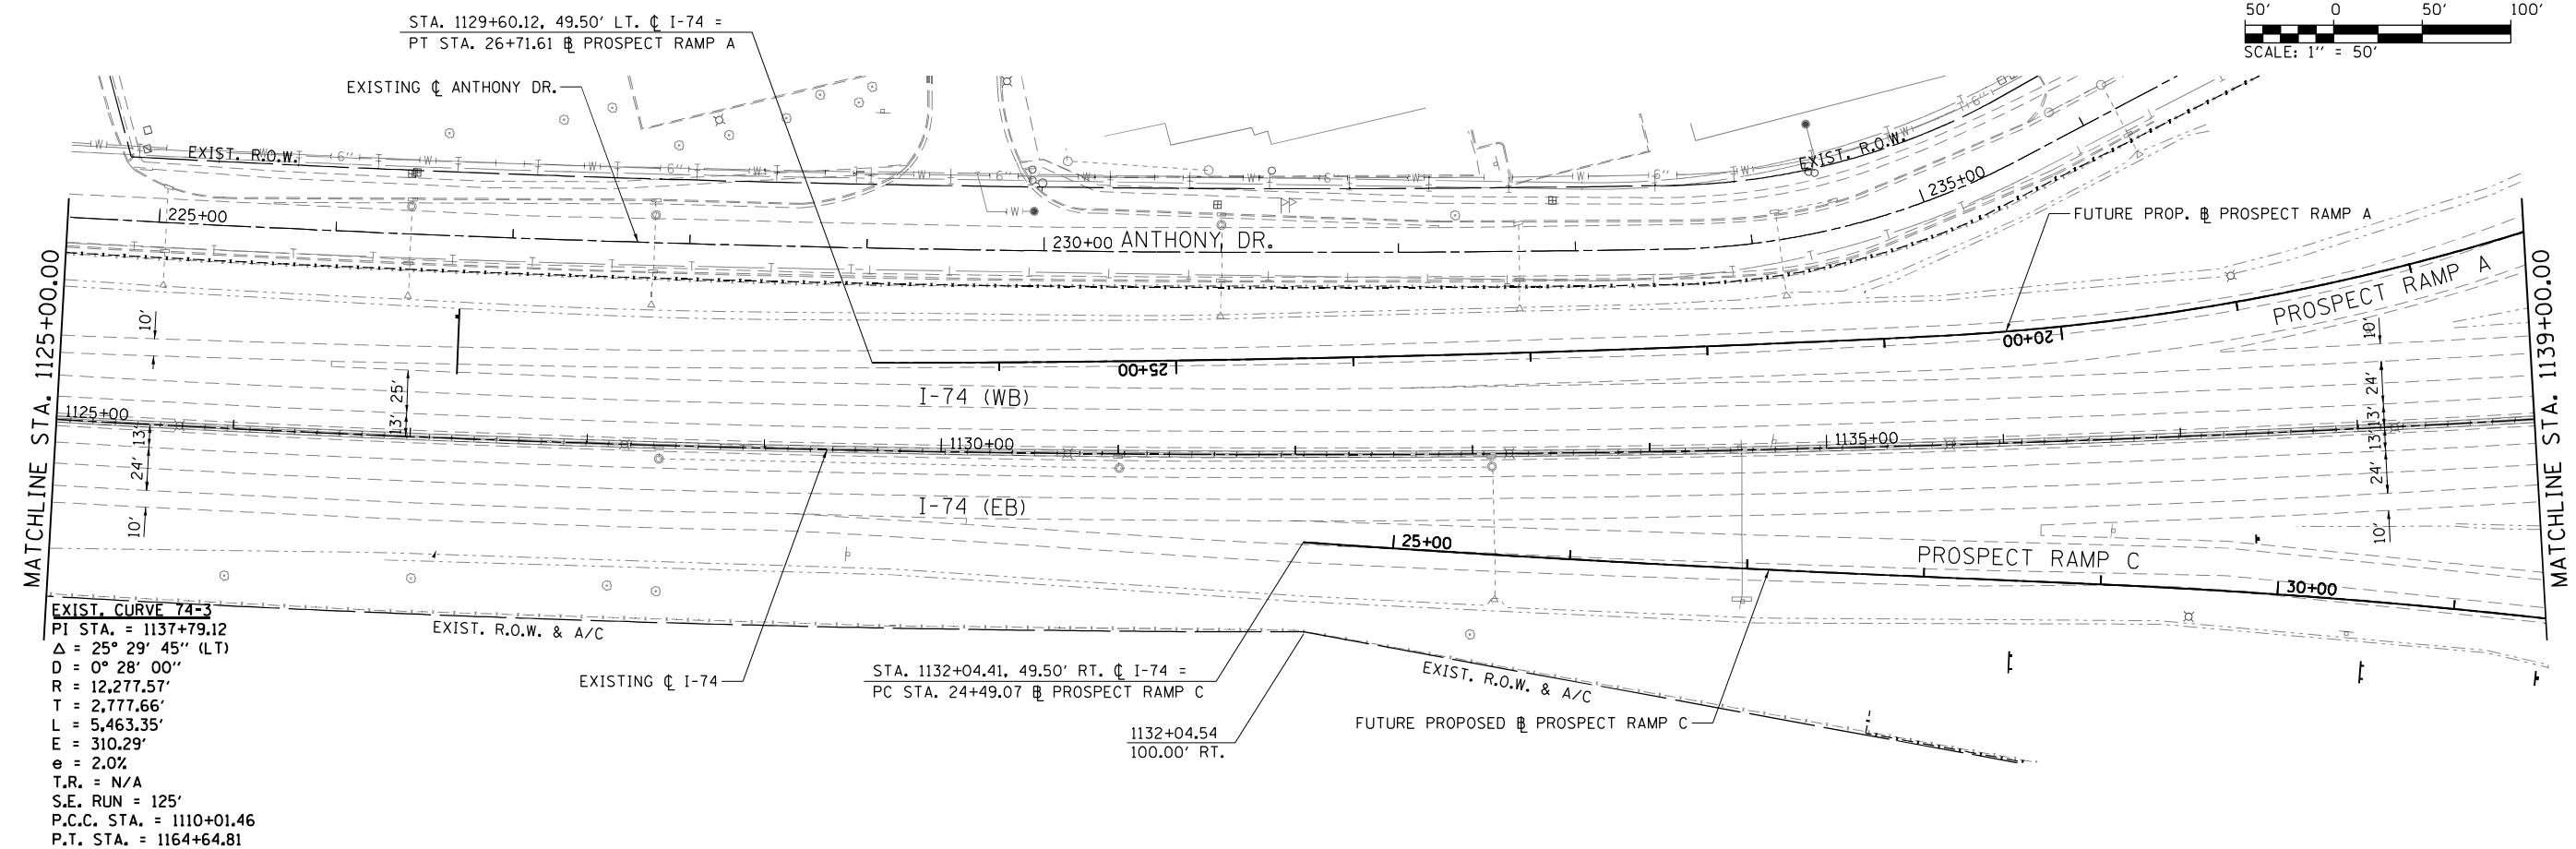 STA. 1129+60.12, 49.50' LT. ℄ I-74 =
PT STA. 26+71.61 B PROSPECT RAMP A
EXISTING ℄ ANTHONY DR.
50' 0 50' 100'
SCALE: 1'' = 50'
EXIST. R.O.W.
EXIST. R.O.W.
W 6'' W W 6'' W W 6'' W W 6'' W 6'' W W 6''
W
225+00
230+00
ANTHONY DR.
235+00
FUTURE PROP. B PROSPECT RAMP A
PROSPECT RAMP A
20+00
25+00
MATCHLINE STA. 1125+00.00
MATCHLINE STA. 1139+00.00
10'
25'
13'
13'
24'
10'
10'
24'
13'
13'
24'
10'
I-74 (WB)
1125+00
1130+00
1135+00
I-74 (EB)
25+00
PROSPECT RAMP C
30+00
EXIST. R.O.W. & A/C
EXISTING ℄ I-74
STA. 1132+04.41, 49.50' RT. ℄ I-74 =
PC STA. 24+49.07 B PROSPECT RAMP C
1132+04.54
100.00' RT.
EXIST. R.O.W. & A/C
FUTURE PROPOSED B PROSPECT RAMP C
EXIST. CURVE 74-3
PI STA. = 1137+79.12
Δ = 25° 29' 45'' (LT)
D = 0° 28' 00''
R = 12,277.57'
T = 2,777.66'
L = 5,463.35'
E = 310.29'
e = 2.0%
T.R. = N/A
S.E. RUN = 125'
P.C.C. STA. = 1110+01.46
P.T. STA. = 1164+64.81